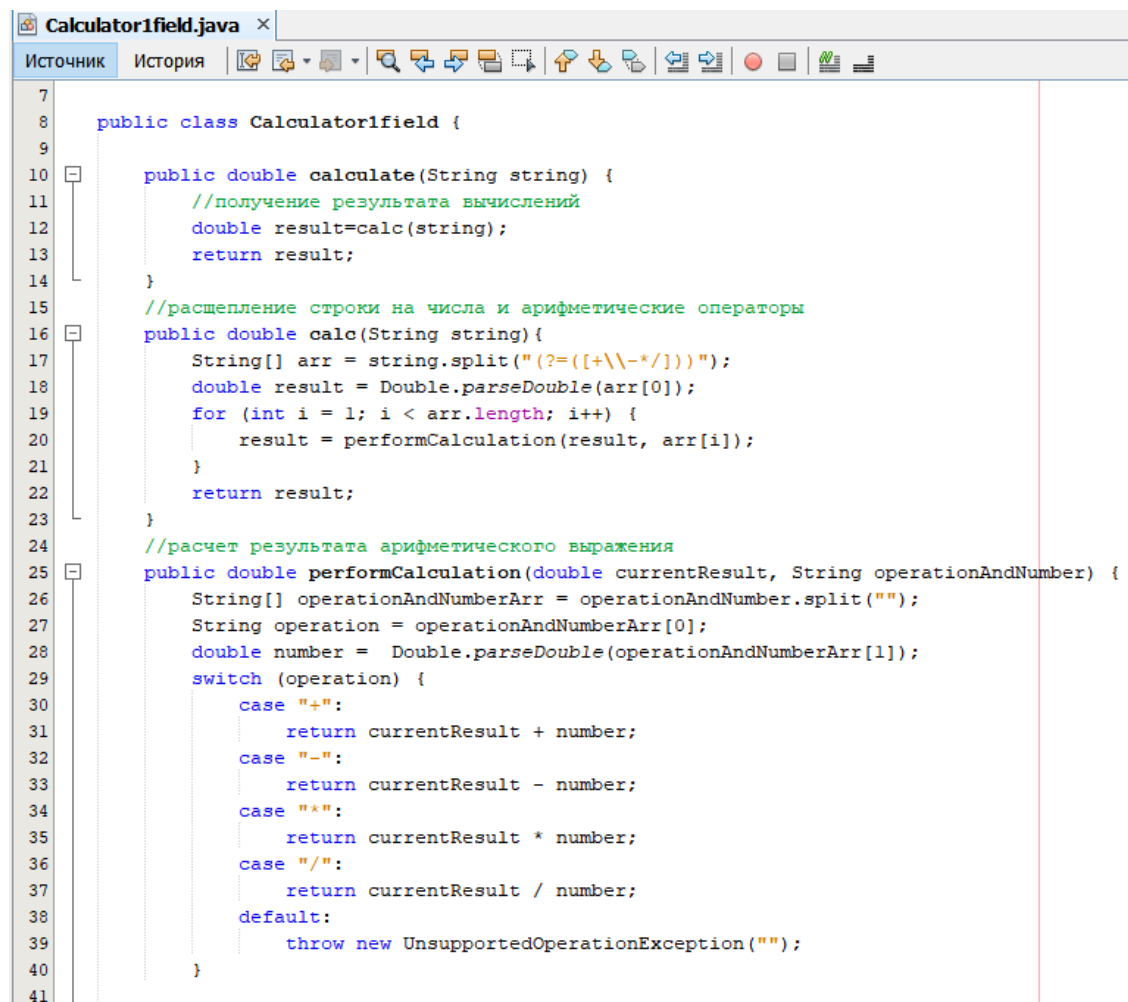 Calculator1field.java ×
Источник История
7
8 public class Calculator1field {
9
10 public double calculate(String string) {
11 //получение результата вычислений
12 double result=calc(string);
13 return result;
14 }
15 //расщепление строки на числа и арифметические операторы
16 public double calc(String string){
17 String[] arr = string.split("(?=([+\\-*/]))");
18 double result = Double.parseDouble(arr[0]);
19 for (int i = 1; i < arr.length; i++) {
20 result = performCalculation(result, arr[i]);
21 }
22 return result;
23 }
24 //расчет результата арифметического выражения
25 public double performCalculation(double currentResult, String operationAndNumber) {
26 String[] operationAndNumberArr = operationAndNumber.split("");
27 String operation = operationAndNumberArr[0];
28 double number =  Double.parseDouble(operationAndNumberArr[1]);
29 switch (operation) {
30 case "+":
31 return currentResult + number;
32 case "-":
33 return currentResult - number;
34 case "*":
35 return currentResult * number;
36 case "/":
37 return currentResult / number;
38 default:
39 throw new UnsupportedOperationException("");
40 }
41